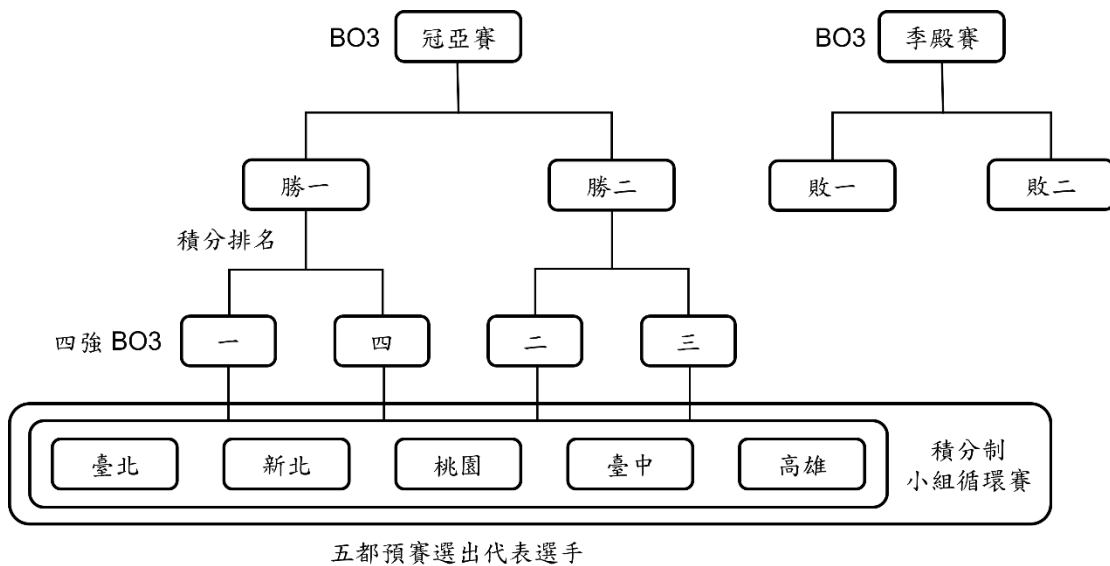 BO3 冠亞賽
BO3 季殿賽
勝一
勝二
敗一
敗二
積分排名
四強 BO3
一
四
二
三
臺北
新北
桃園
臺中
高雄
積分制
小組循環賽
五都預賽選出代表選手